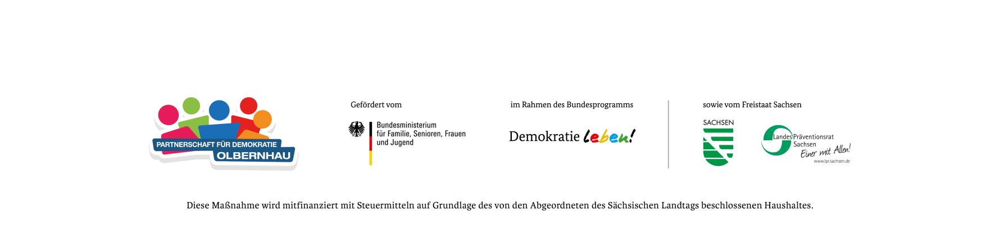 PARTNERSCHAFT FÜR DEMOKRATIE
OLBERNHAU
Gefördert vom
Bundesministerium
für Familie, Senioren, Frauen
und Jugend
im Rahmen des Bundesprogramms
Demokratie Leben!
sowie vom Freistaat Sachsen
SACHSEN
LandesPräventionsrat
Sachsen
Einer mit Allen!
www.lpr.sachsen.de
Diese Maßnahme wird mitfinanziert mit Steuermitteln auf Grundlage des von den Abgeordneten des Sächsischen Landtags beschlossenen Haushaltes.